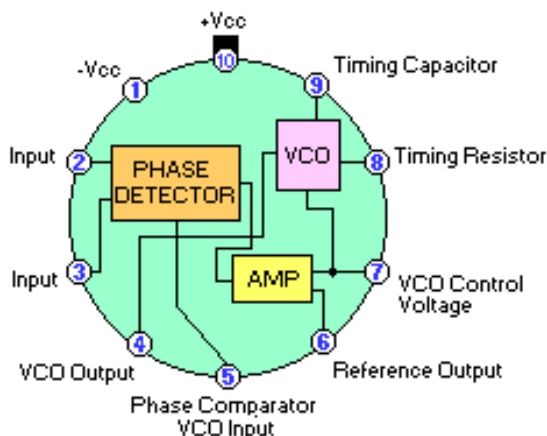 +Vcc
10
-Vcc
1
9
Timing Capacitor
Input
2
PHASE
DETECTOR
VCO
8
Timing Resistor
Input
3
AMP
7
VCO Control
Voltage
4
VCO Output
6
Reference Output
5
Phase Comparator
VCO Input